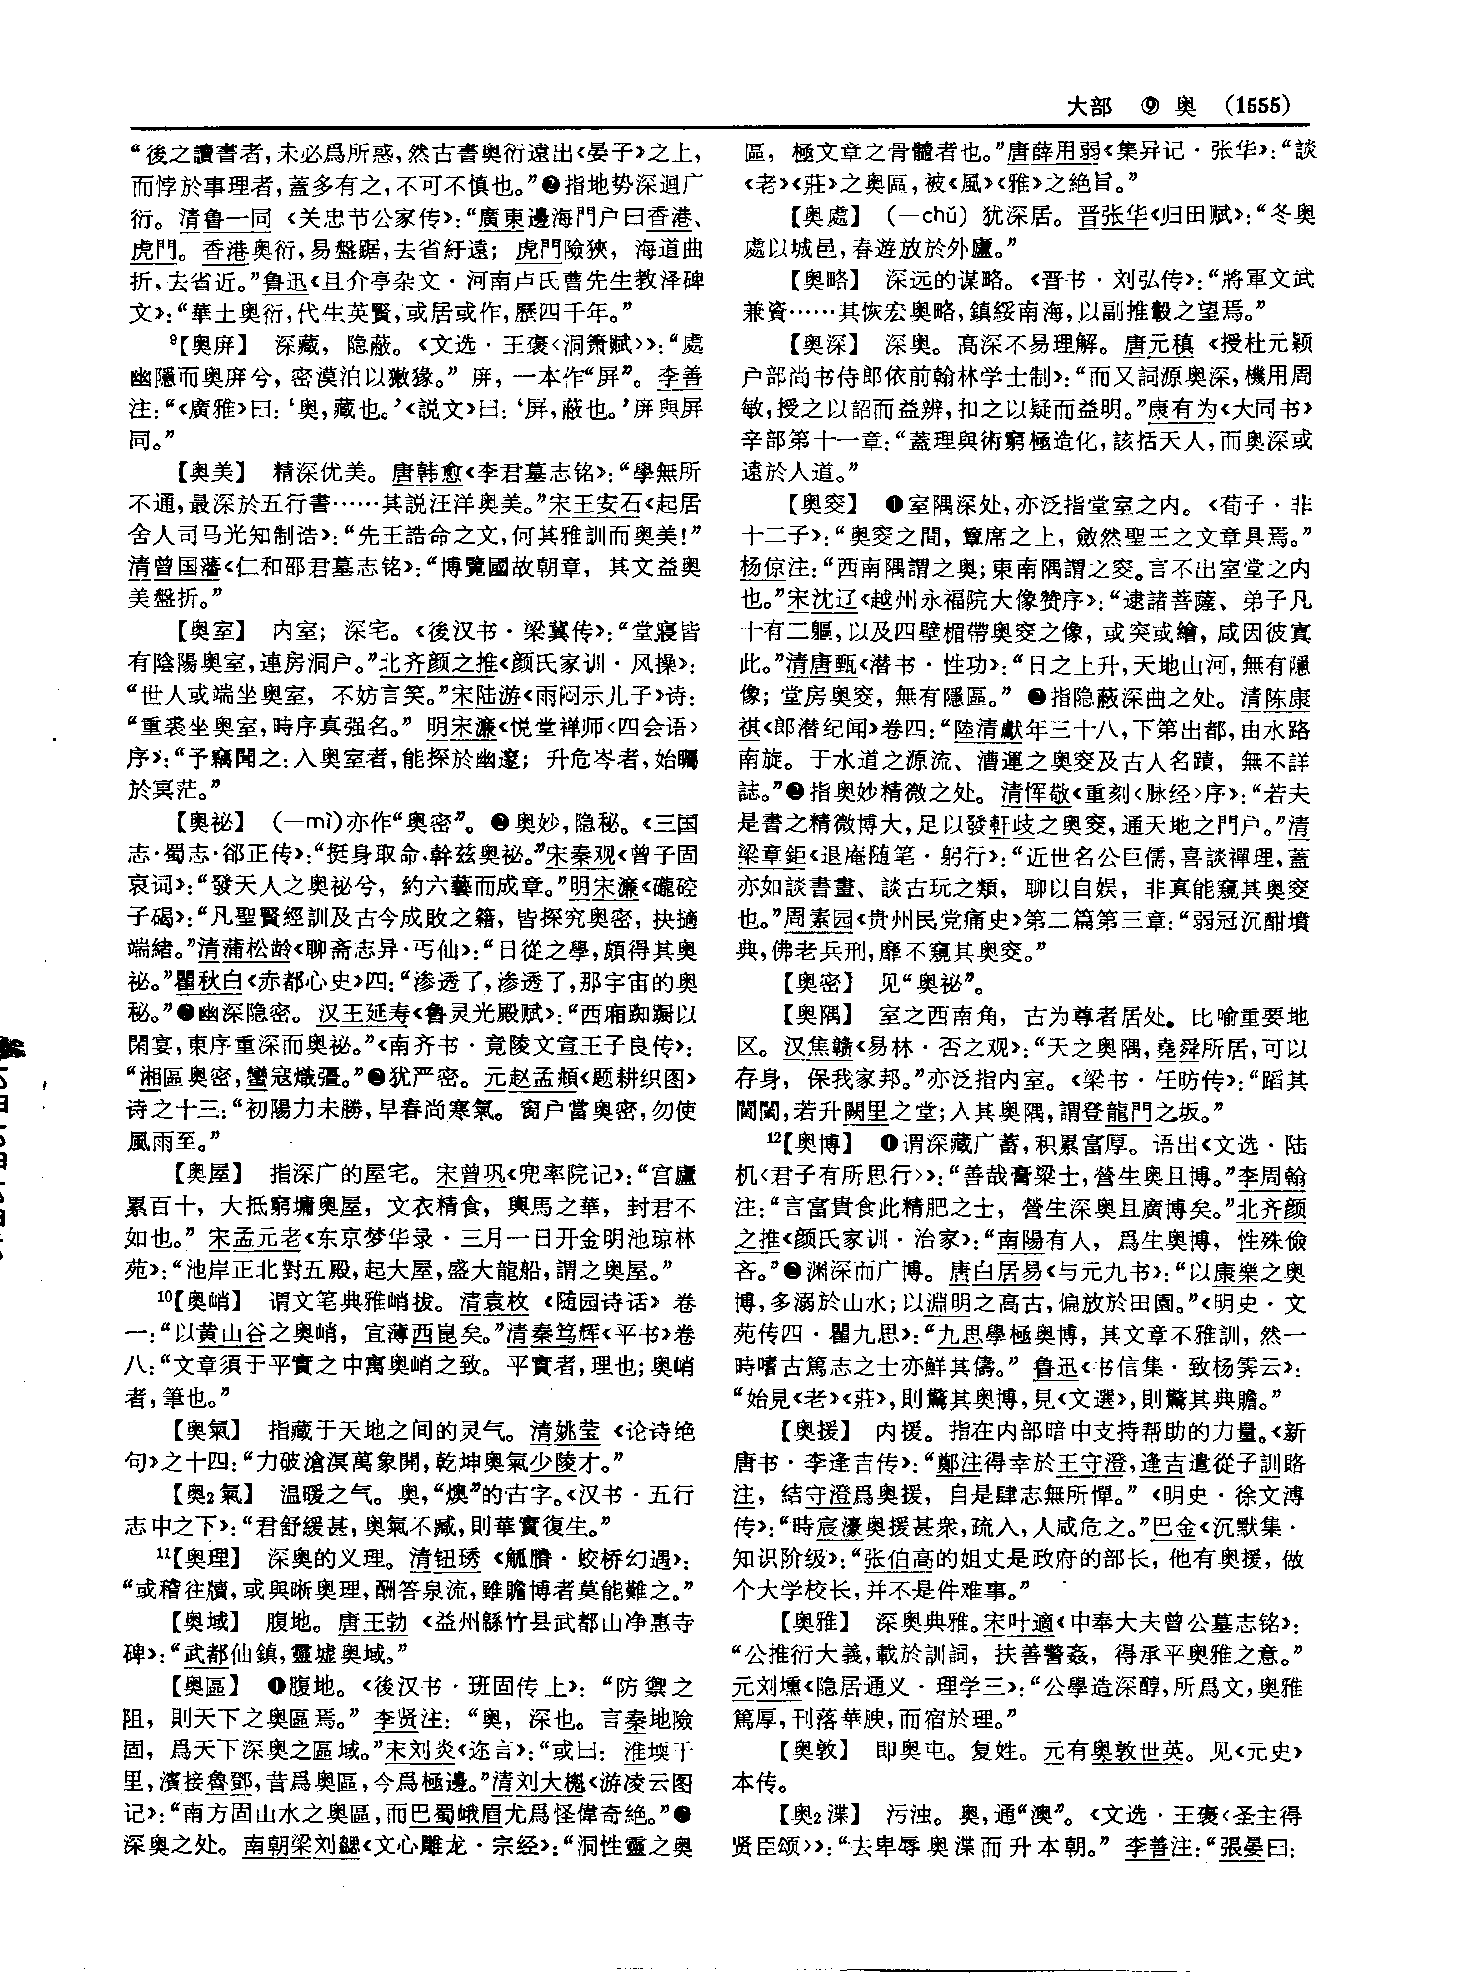 大部 ⑨ 奥 (1555)
“後之讀書者,未必爲所惑,然古書奥衍遠出《晏子》之上,
而悖於事理者,蓋多有之,不可不慎也。”❷指地势深迴广
衍。清鲁一同《关忠节公家传》:“廣東邊海門户曰香港、
虎門。香港奥衍,易盤踞,去省紆遠;虎門險狹,海道曲
折、去省近。”鲁迅《且介亭杂文·河南卢氏曹先生教泽碑
文》:“華土奥衍,代生英賢,或居或作,歷四千年。”
⁹【奥屏】 深藏,隐蔽。《文选·王褒〈洞箫赋〉》:“處
幽隱而奥庰兮,密漠泊以𤡔猭。”庰,一本作“屏”。李善
注:“《廣雅》曰:‘奥,藏也。’《説文》曰:‘屏,蔽也。’庰與屏
同。”
【奥美】 精深优美。唐韩愈《李君墓志铭》:“學無所
不通,最深於五行書……其説汪洋奥美。”宋王安石《起居
舍人司马光知制诰》:“先王誥命之文,何其雅訓而奥美!”
清曾国藩《仁和邵君墓志铭》:“博覽國故朝章,其文益奥
美盤折。”
【奥室】 内室;深宅。《後汉书·梁冀传》:“堂寢皆
有陰陽奥室,連房洞户。”北齐颜之推《颜氏家训·风操》:
“世人或端坐奥室,不妨言笑。”宋陆游《雨闷示儿子》诗:
“重裘坐奥室,時序真强名。”明宋濂《悦堂禅师〈四会语〉
序》:“予竊聞之:入奥室者,能探於幽邃;升危岑者,始矚
於冥茫。”
【奥祕】 (—mì)亦作“奥密”。❶奥妙,隐秘。《三国
志·蜀志·郤正传》:“挺身取命,幹兹奥祕。”宋秦观《曾子固
哀词》:“發天人之奥祕兮,約六藝而成章。”明宋濂《䃧硿
子碣》:“凡聖賢經訓及古今成敗之籍,皆探究奥密,抉擿
端緒。”清蒲松龄《聊斋志异·丐仙》:“日從之學,頗得其奥
祕。”瞿秋白《赤都心史》四:“渗透了,渗透了,那宇宙的奥
秘。”❷幽深隐密。汉王延寿《鲁灵光殿赋》:“西廂踟蹰以
閑宴,東序重深而奥祕。”《南齐书·竟陵文宣王子良传》:
“湘區奥密,蠻寇熾彊。”❸犹严密。元赵孟頫《题耕织图》
诗之十三:“初陽力未勝,早春尚寒氣。窗户當奥密,勿使
風雨至。”
【奥屋】 指深广的屋宅。宋曾巩《兜率院记》:“宫廬
累百十,大抵窮墉奥屋,文衣精食,輿馬之華,封君不
如也。”宋孟元老《东京梦华录·三月一日开金明池琼林
苑》:“池岸正北對五殿,起大屋,盛大龍船,謂之奥屋。”
¹⁰【奥峭】 谓文笔典雅峭拔。清袁枚《随园诗话》卷
一:“以黄山谷之奥峭,宜薄西崑矣。”清秦笃辉《平书》卷
八:“文章須于平實之中寓奥峭之致。平實者,理也;奥峭
者,筆也。”
【奥氣】 指藏于天地之间的灵气。清姚莹《论诗绝
句》之十四:“力破滄溟萬象開,乾坤奥氣少陵才。”
【奥₂氣】 温暖之气。奥,“燠”的古字。《汉书·五行
志中之下》:“君舒緩甚,奥氣不臧,則華實復生。”
¹¹【奥理】 深奥的义理。清钮琇《觚賸·蛟桥幻遇》:
“或稽往牘,或與晰奥理,酬答泉流,雖贍博者莫能難之。”
【奥域】 腹地。唐王勃《益州緜竹县武都山净惠寺
碑》:“武都仙鎮,靈墟奥域。”
【奥區】 ❶腹地。《後汉书·班固传上》:“防禦之
阻,則天下之奥區焉。”李贤注:“奥,深也。言秦地險
固,爲天下深奥之區域。”宋刘炎《迩言》:“或曰:淮堧千
里,濱接魯鄒,昔爲奥區,今爲極邊。”清刘大櫆《游凌云图
记》:“南方固山水之奥區,而巴蜀峨眉尤爲怪偉奇絶。”❷
深奥之处。南朝梁刘勰《文心雕龙·宗经》:“洞性靈之奥
區,極文章之骨髓者也。”唐薛用弱《集异记·张华》:“談
《老》《莊》之奥區,被《風》《雅》之絶旨。”
【奥處】 (—chǔ) 犹深居。晋张华《归田赋》:“冬奥
處以城邑,春遊放於外廬。”
【奥略】 深远的谋略。《晋书·刘弘传》:“將軍文武
兼資……其恢宏奥略,鎮綏南海,以副推轂之望焉。”
【奥深】 深奥。高深不易理解。唐元稹《授杜元颖
户部尚书侍郎依前翰林学士制》:“而又詞源奥深,機用周
敏,授之以韶而益辨,扣之以疑而益明。”康有为《大同书》
辛部第十一章:“蓋理與術窮極造化,該括天人,而奥深或
遠於人道。”
【奥窔】 ❶室隅深处,亦泛指堂室之内。《荀子·非
十二子》:“奥窔之間,簟席之上,斂然聖王之文章具焉。”
杨倞注:“西南隅謂之奥;東南隅謂之窔。言不出室堂之内
也。”宋沈辽《越州永福院大像赞序》:“逮諸菩薩、弟子凡
十有二軀,以及四壁楣帶奥窔之像,或突或繪,咸因彼寘
此。”清唐甄《潜书·性功》:“日之上升,天地山河,無有隱
像;堂房奥窔,無有隱區。”❷指隐蔽深曲之处。清陈康
祺《郎潜纪闻》卷四:“陸清獻年三十八,下第出都,由水路
南旋。于水道之源流、漕運之奥窔及古人名蹟,無不詳
誌。”❸指奥妙精微之处。清恽敬《重刻〈脉经〉序》:“若夫
是書之精微博大,足以發軒歧之奥窔,通天地之門户。”清
梁章鉅《退庵随笔·躬行》:“近世名公巨儒,喜談禪理,蓋
亦如談書畫、談古玩之類,聊以自娱,非真能窺其奥窔
也。”周素园《贵州民党痛史》第二篇第三章:“弱冠沉酣墳
典,佛老兵刑,靡不窺其奥窔。”
【奥密】 见“奥祕”。
【奥隅】 室之西南角,古为尊者居处。比喻重要地
区。汉焦赣《易林·否之观》:“天之奥隅,堯舜所居,可以
存身,保我家邦。”亦泛指内室。《梁书·任昉传》:“蹈其
閫閾,若升闕里之堂;入其奥隅,謂登龍門之坂。”
¹²【奥博】 ❶谓深藏广蓄,积累富厚。语出《文选·陆
机〈君子有所思行〉》:“善哉膏粱士,營生奥且博。”李周翰
注:“言富貴食此精肥之士,營生深奥且廣博矣。”北齐颜
之推《颜氏家训·治家》:“南陽有人,爲生奥博,性殊儉
吝。”❷渊深而广博。唐白居易《与元九书》:“以康樂之奥
博,多溺於山水;以淵明之高古,偏放於田園。”《明史·文
苑传四·瞿九思》:“九思學極奥博,其文章不雅訓,然一
時嗜古篤志之士亦鮮其儔。”鲁迅《书信集·致杨霁云》:
“始見《老》《莊》,則驚其奥博,見《文選》,則驚其典贍。”
【奥援】 内援。指在内部暗中支持帮助的力量。《新
唐书·李逢吉传》:“鄭注得幸於王守澄,逢吉遣從子訓賂
注,結守澄爲奥援,自是肆志無所憚。”《明史·徐文溥
传》:“時宸濠奥援甚衆,疏入,人咸危之。”巴金《沉默集·
知识阶级》:“张伯高的姐丈是政府的部长,他有奥援,做
个大学校长,并不是件难事。”
【奥雅】 深奥典雅。宋叶適《中奉大夫曾公墓志铭》:
“公推衍大義,載於訓詞,扶善警姦,得承平奥雅之意。”
元刘壎《隐居通义·理学三》:“公學造深醇,所爲文,奥雅
篤厚,刊落華腴,而宿於理。”
【奥敦】 即奥屯。复姓。元有奥敦世英。见《元史》
本传。
【奥₂渫】 污浊。奥,通“澳”。《文选·王褒〈圣主得
贤臣颂〉》:“去卑辱奥渫而升本朝。”李善注:“張晏曰: